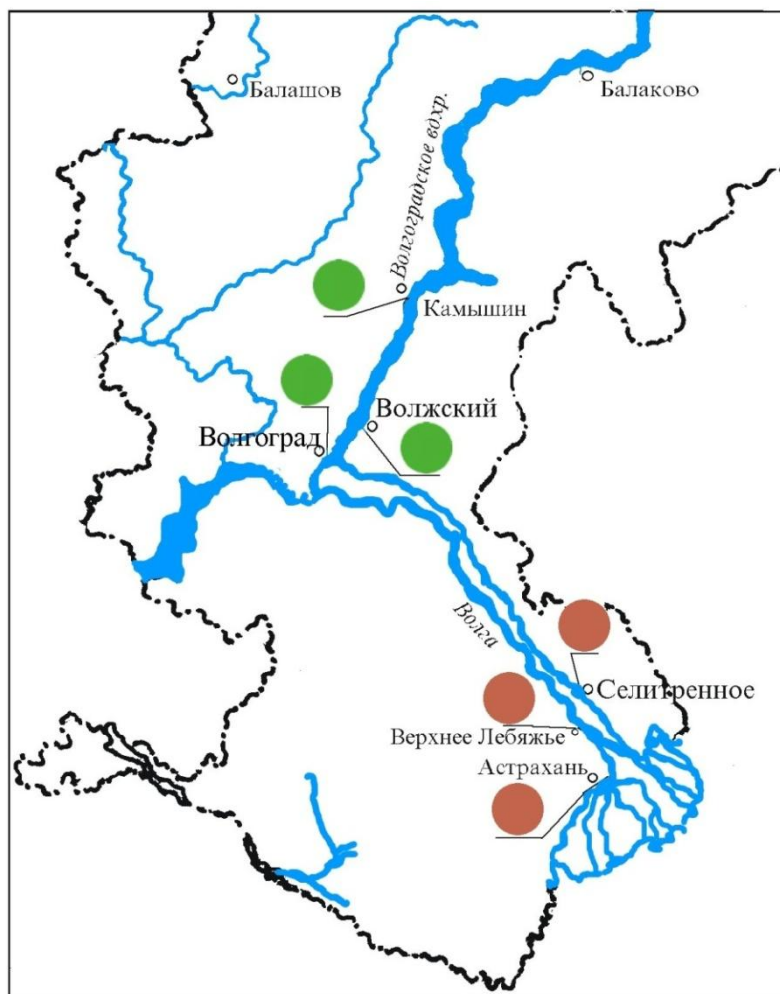 Балашов
Балаково
Волгоградское вдхр.
Камышин
Волжский
Волгоград
Волга
Селитренное
Верхнее Лебяжье
Астрахань